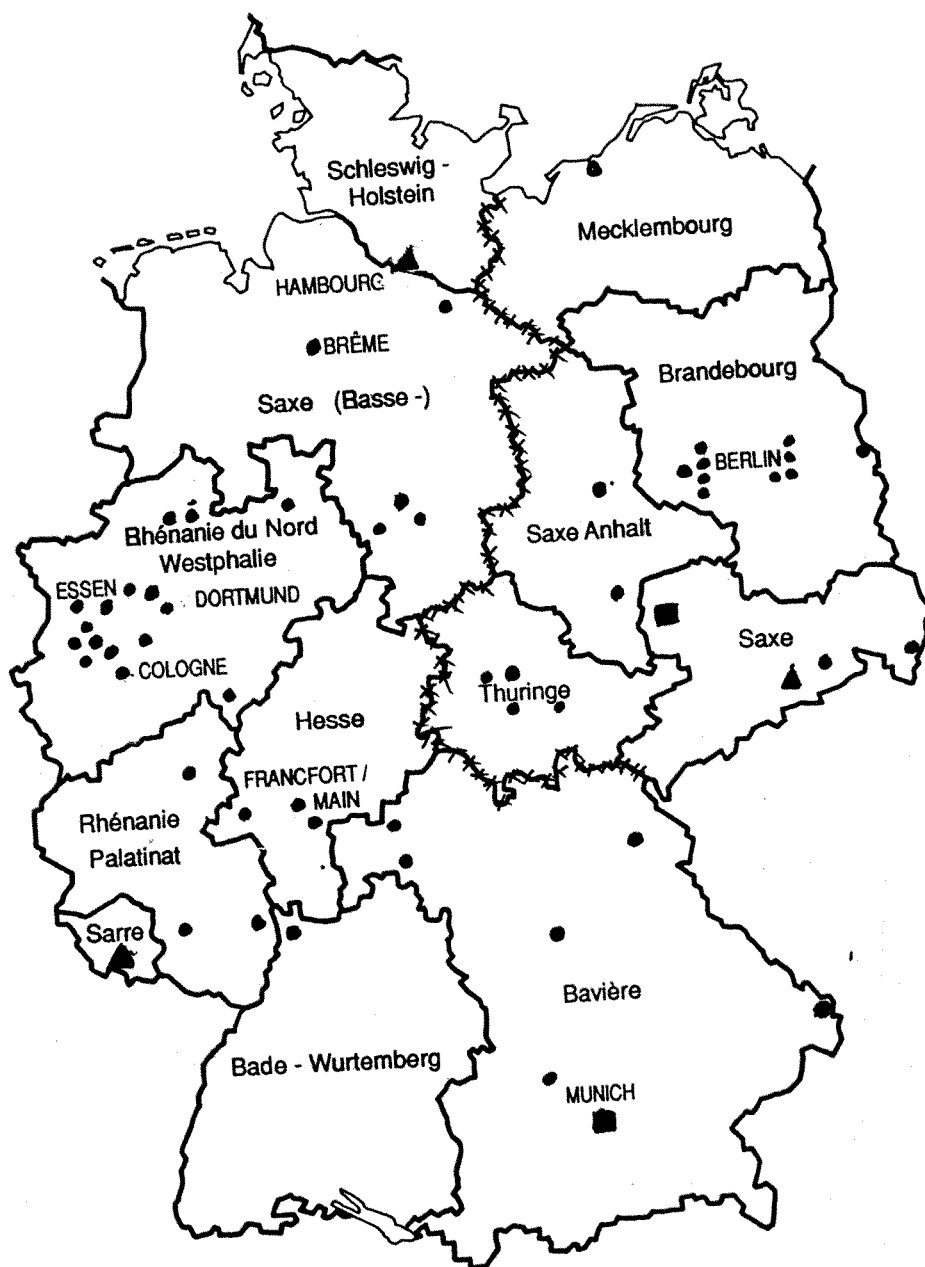 Schleswig -
Holstein
Mecklembourg
HAMBOURG
BRÊME
Saxe (Basse -)
Brandebourg
BERLIN
Rhénanie du Nord
Westphalie
Saxe Anhalt
ESSEN
DORTMUND
Saxe
COLOGNE
Thuringe
Hesse
FRANCFORT /
MAIN
Rhénanie
Palatinat
Sarre
Bavière
Bade - Wurtemberg
MUNICH